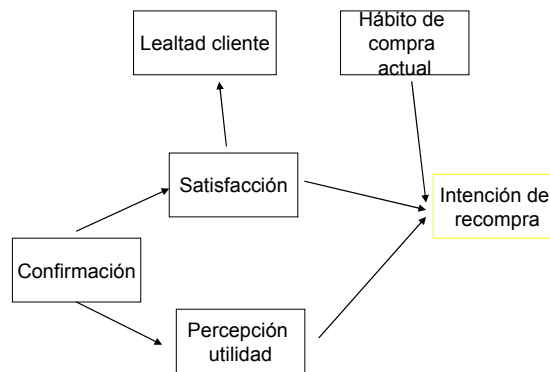 Lealtad cliente
Hábito de
compra
actual
Satisfacción
Intención de
recompra
Confirmación
Percepción
utilidad